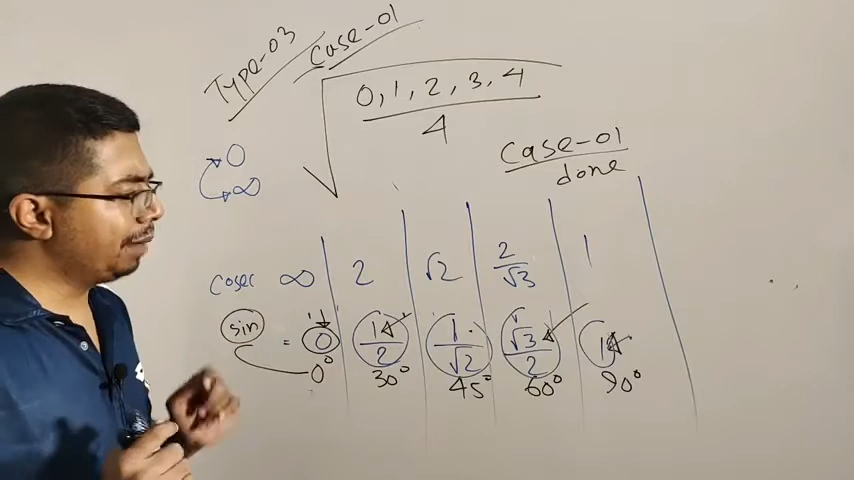 Type-03 Case-01
√
0, 1, 2, 3, 4
4
Case-01
done
0
∞
cosec ∞ 2 √2 2/√3 1
sin = 0 1/2 1/√2 √3/2 1
0° 30° 45° 60° 90°